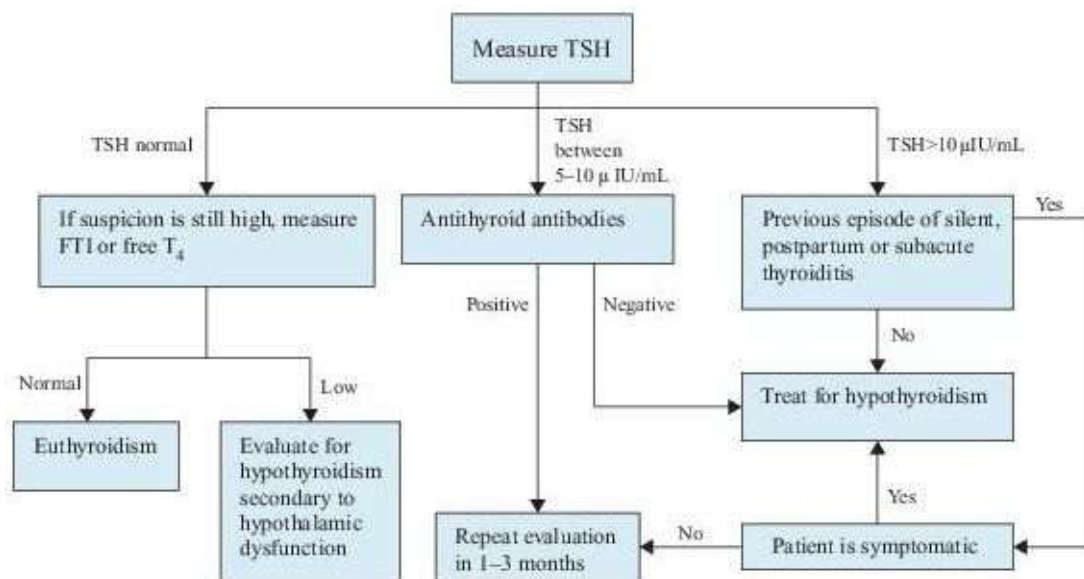 Measure TSH
TSH normal
TSH
between
5–10 μ IU/mL
TSH>10 μIU/mL
If suspicion is still high, measure
FTI or free T₄
Antithyroid antibodies
Previous episode of silent,
postpartum or subacute
thyroiditis
Yes
Positive
Negative
No
Normal
Low
Treat for hypothyroidism
Euthyroidism
Evaluate for
hypothyroidism
secondary to
hypothalamic
dysfunction
Yes
Repeat evaluation
in 1–3 months
No
Patient is symptomatic